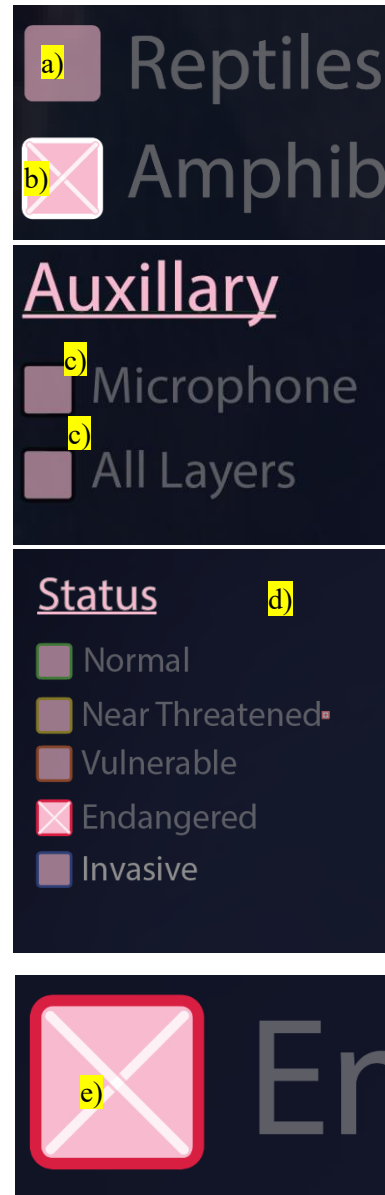 a) Reptiles
b) Amphib
Auxillary
c) Microphone
c) All Layers
Status d)
Normal
Near Threatened
Vulnerable
Endangered
Invasive
e) En